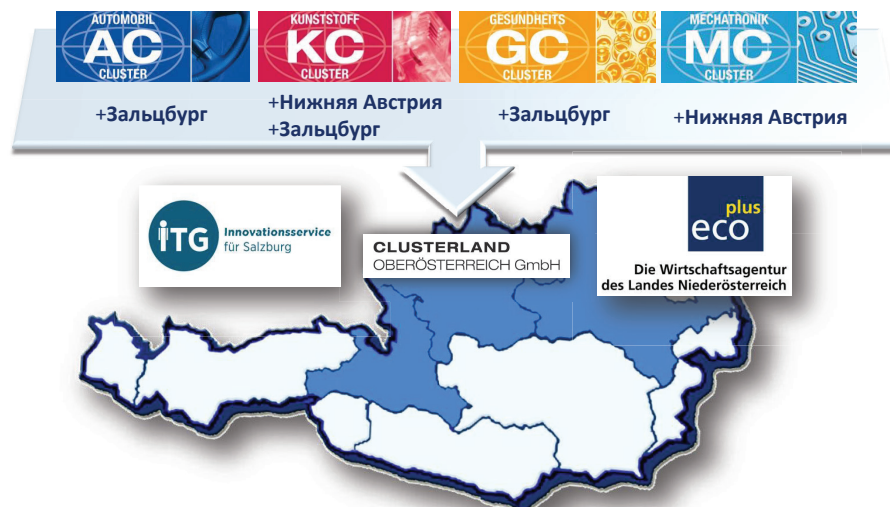 AUTOMOBIL
AC
CLUSTER
KUNSTSTOFF
KC
CLUSTER
GESUNDHEITS
GC
CLUSTER
MECHATRONIK
MC
CLUSTER
+Зальцбург
+Нижняя Австрия
+Зальцбург
+Зальцбург
+Нижняя Австрия
iTG
Innovationsservice
für Salzburg
CLUSTERLAND
OBERÖSTERREICH GmbH
plus
eco
Die Wirtschaftsagentur
des Landes Niederösterreich